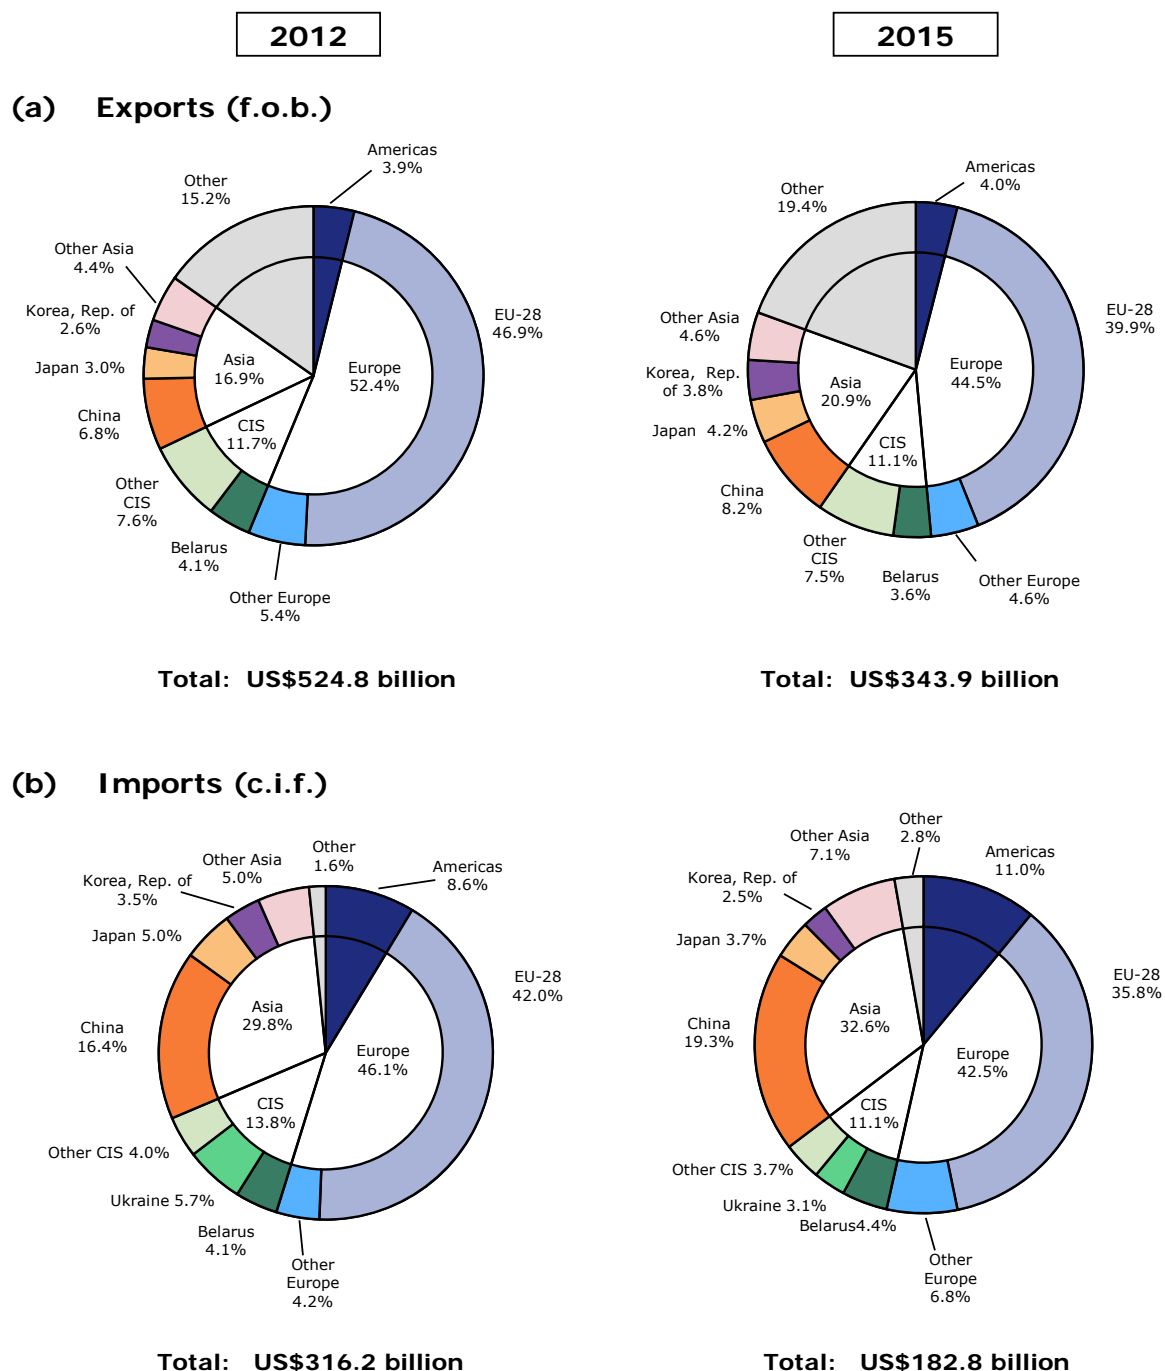 2012
2015
(a) Exports (f.o.b.)
Americas
3.9%
Other
15.2%
Other Asia
4.4%
Korea, Rep. of
2.6%
Japan 3.0%
China
6.8%
Other
CIS
7.6%
Belarus
4.1%
Other Europe
5.4%
EU-28
46.9%
Europe
52.4%
Asia
16.9%
CIS
11.7%
Total: US$524.8 billion
Americas
4.0%
Other
19.4%
Other Asia
4.6%
Korea, Rep.
of 3.8%
Japan 4.2%
China
8.2%
Other
CIS
7.5%
Belarus
3.6%
Other Europe
4.6%
EU-28
39.9%
Europe
44.5%
Asia
20.9%
CIS
11.1%
Total: US$343.9 billion
(b) Imports (c.i.f.)
Other
1.6%
Americas
8.6%
Other Asia
5.0%
Korea, Rep. of
3.5%
Japan 5.0%
China
16.4%
Other CIS 4.0%
Ukraine 5.7%
Belarus
4.1%
Other
Europe
4.2%
EU-28
42.0%
Europe
46.1%
Asia
29.8%
CIS
13.8%
Total: US$316.2 billion
Other
2.8%
Americas
11.0%
Other Asia
7.1%
Korea, Rep. of
2.5%
Japan 3.7%
China
19.3%
Other CIS 3.7%
Ukraine 3.1%
Belarus4.4%
Other
Europe
6.8%
EU-28
35.8%
Europe
42.5%
Asia
32.6%
CIS
11.1%
Total: US$182.8 billion